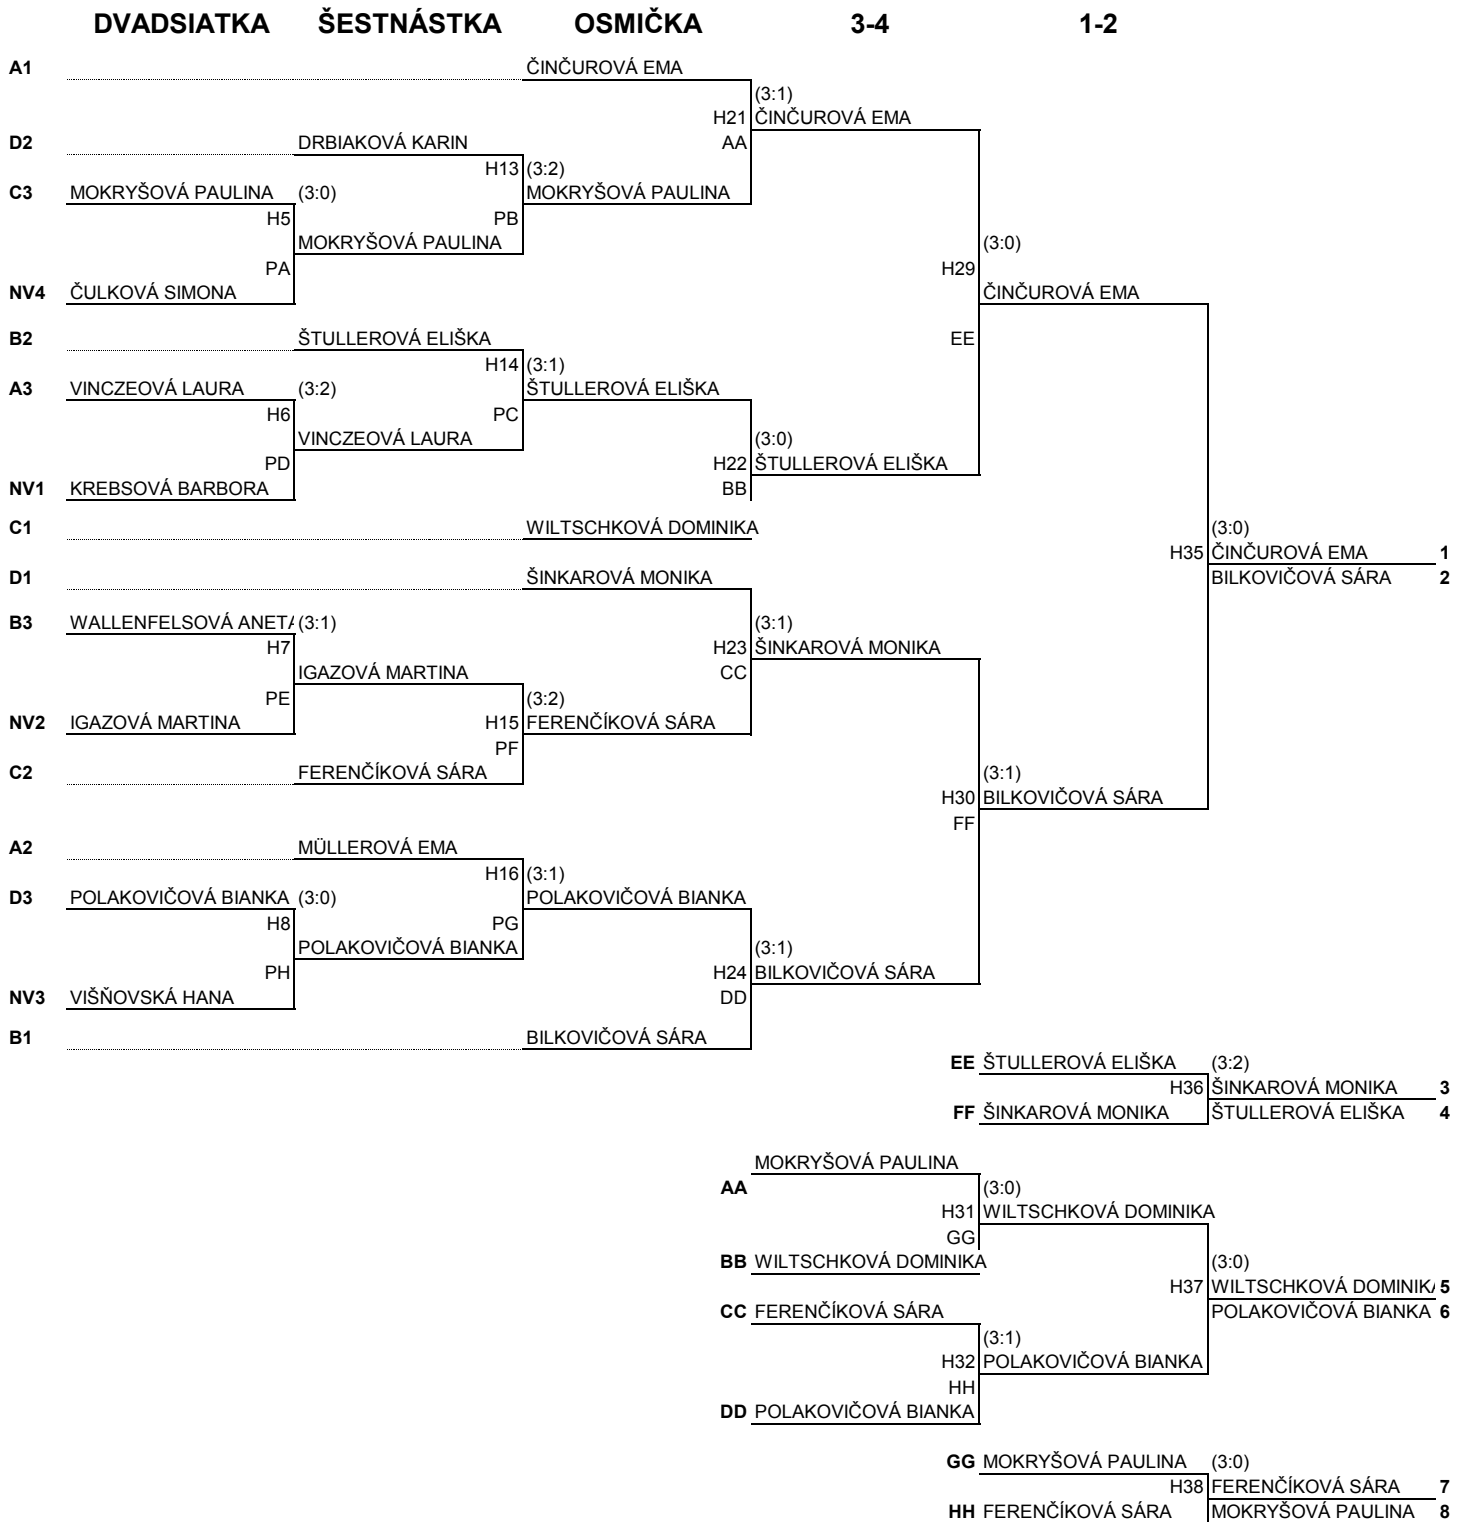 DVADSIATKA ŠESTNÁSTKA OSMIČKA 3-4 1-2
A1 ČINČUROVÁ EMA
(3:1)
H21 ČINČUROVÁ EMA
D2 DRBIAKOVÁ KARIN AA
H13 (3:2)
C3 MOKRYŠOVÁ PAULINA (3:0) MOKRYŠOVÁ PAULINA
H5 PB
MOKRYŠOVÁ PAULINA (3:0)
PA H29
NV4 ČULKOVÁ SIMONA ČINČUROVÁ EMA
B2 ŠTULLEROVÁ ELIŠKA EE
H14 (3:1)
A3 VINCZEOVÁ LAURA (3:2) ŠTULLEROVÁ ELIŠKA
H6 PC
VINCZEOVÁ LAURA (3:0)
PD H22 ŠTULLEROVÁ ELIŠKA
NV1 KREBSOVÁ BARBORA BB
C1 WILTSCHKOVÁ DOMINIKA (3:0)
H35 ČINČUROVÁ EMA 1
D1 ŠINKAROVÁ MONIKA BILKOVIČOVÁ SÁRA 2
B3 WALLENFELSOVÁ ANETA (3:1) (3:1)
H7 H23 ŠINKAROVÁ MONIKA
IGAZOVÁ MARTINA CC
PE (3:2)
NV2 IGAZOVÁ MARTINA H15 FERENČÍKOVÁ SÁRA
PF
C2 FERENČÍKOVÁ SÁRA (3:1)
H30 BILKOVIČOVÁ SÁRA
FF
A2 MÜLLEROVÁ EMA
H16 (3:1)
D3 POLAKOVIČOVÁ BIANKA (3:0) POLAKOVIČOVÁ BIANKA
H8 PG
POLAKOVIČOVÁ BIANKA (3:1)
PH H24 BILKOVIČOVÁ SÁRA
NV3 VIŠŇOVSKÁ HANA DD
B1 BILKOVIČOVÁ SÁRA
EE ŠTULLEROVÁ ELIŠKA (3:2)
H36 ŠINKAROVÁ MONIKA 3
FF ŠINKAROVÁ MONIKA ŠTULLEROVÁ ELIŠKA 4
MOKRYŠOVÁ PAULINA
AA (3:0)
H31 WILTSCHKOVÁ DOMINIKA
GG
BB WILTSCHKOVÁ DOMINIKA (3:0)
H37 WILTSCHKOVÁ DOMINIKA 5
CC FERENČÍKOVÁ SÁRA POLAKOVIČOVÁ BIANKA 6
(3:1)
H32 POLAKOVIČOVÁ BIANKA
HH
DD POLAKOVIČOVÁ BIANKA
GG MOKRYŠOVÁ PAULINA (3:0)
H38 FERENČÍKOVÁ SÁRA 7
HH FERENČÍKOVÁ SÁRA MOKRYŠOVÁ PAULINA 8